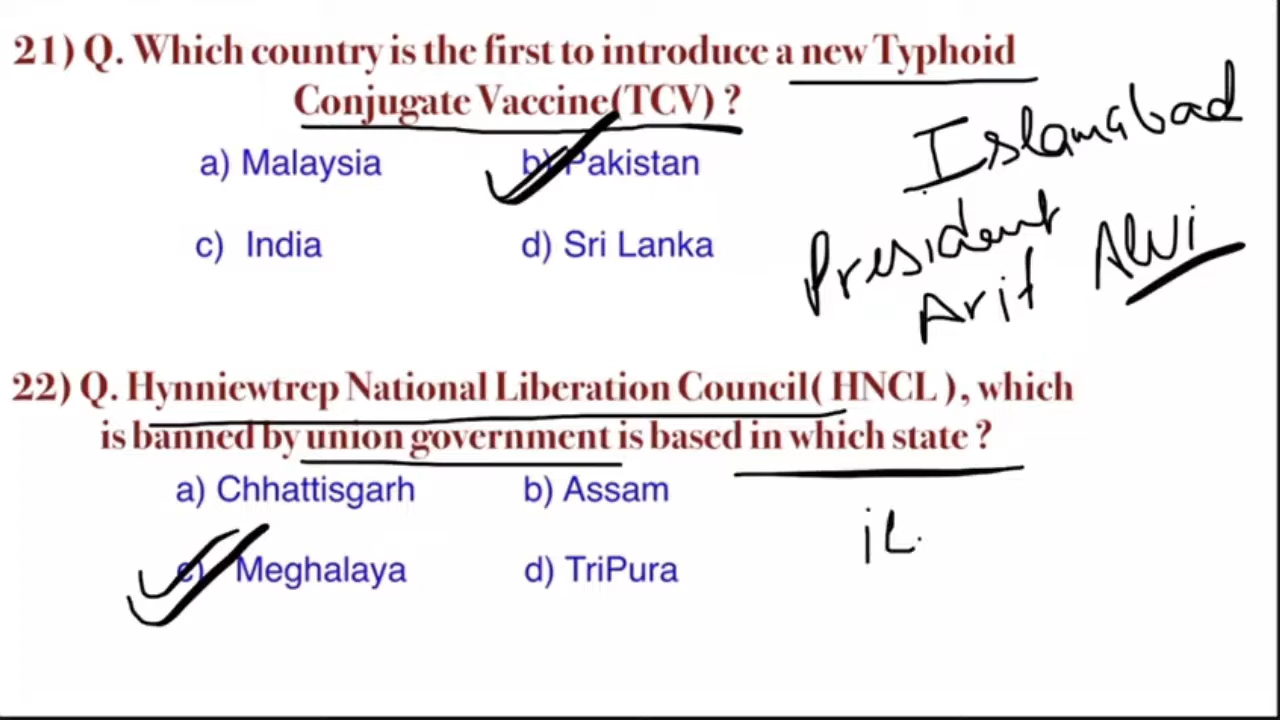 21) Q. Which country is the first to introduce a new Typhoid
Conjugate Vaccine(TCV) ?
a) Malaysia b) Pakistan
c) India d) Sri Lanka
Islamabad
President
Arif Alvi
22) Q. Hynniewtrep National Liberation Council( HNCL ), which
is banned by union government is based in which state ?
a) Chhattisgarh b) Assam
c) Meghalaya d) TriPura